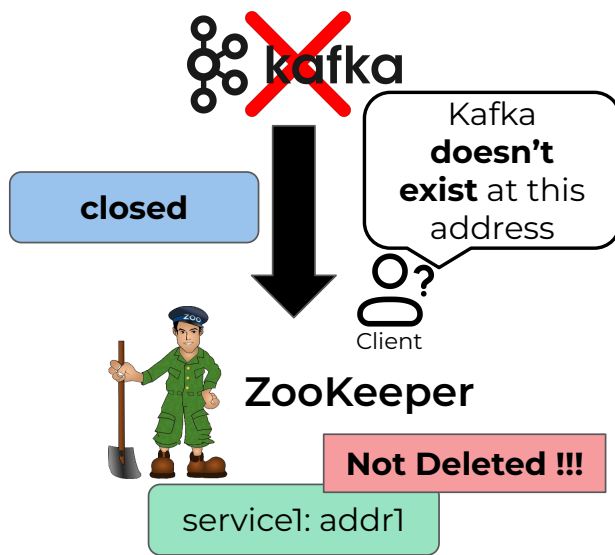 kafka
Kafka
doesn't
exist at this
address
closed
Client
ZOO
ZooKeeper
Not Deleted !!!
service1: addr1